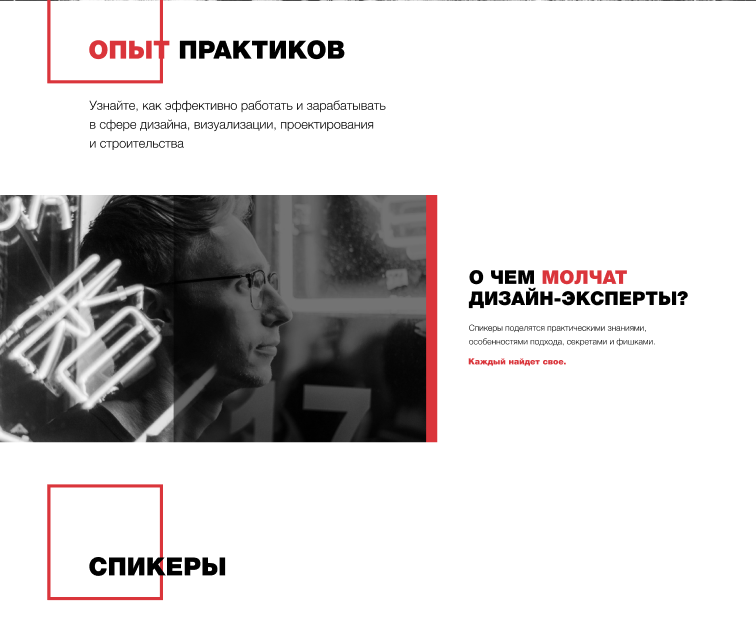 ОПЫТ ПРАКТИКОВ
Узнайте, как эффективно работать и зарабатывать
в сфере дизайна, визуализации, проектирования
и строительства
17
О ЧЕМ МОЛЧАТ
ДИЗАЙН-ЭКСПЕРТЫ?
Спикеры поделятся практическими знаниями,
особенностями подхода, секретами и фишками.
Каждый найдет свое.
СПИКЕРЫ